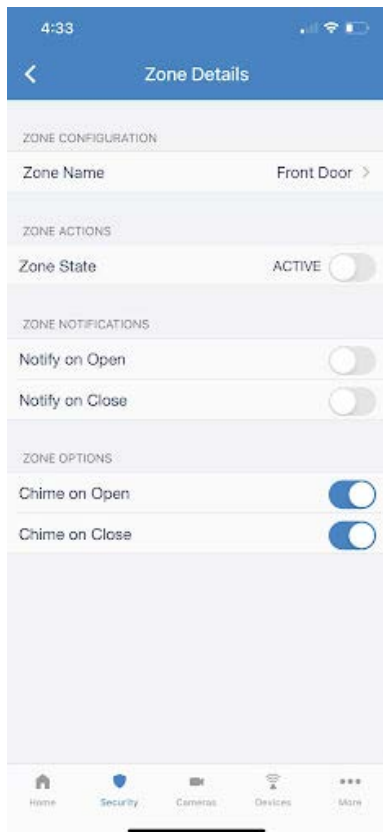 4:33
Zone Details
ZONE CONFIGURATION
Zone Name Front Door
ZONE ACTIONS
Zone State ACTIVE
ZONE NOTIFICATIONS
Notify on Open
Notify on Close
ZONE OPTIONS
Chime on Open
Chime on Close
Home Security Cameras Devices More